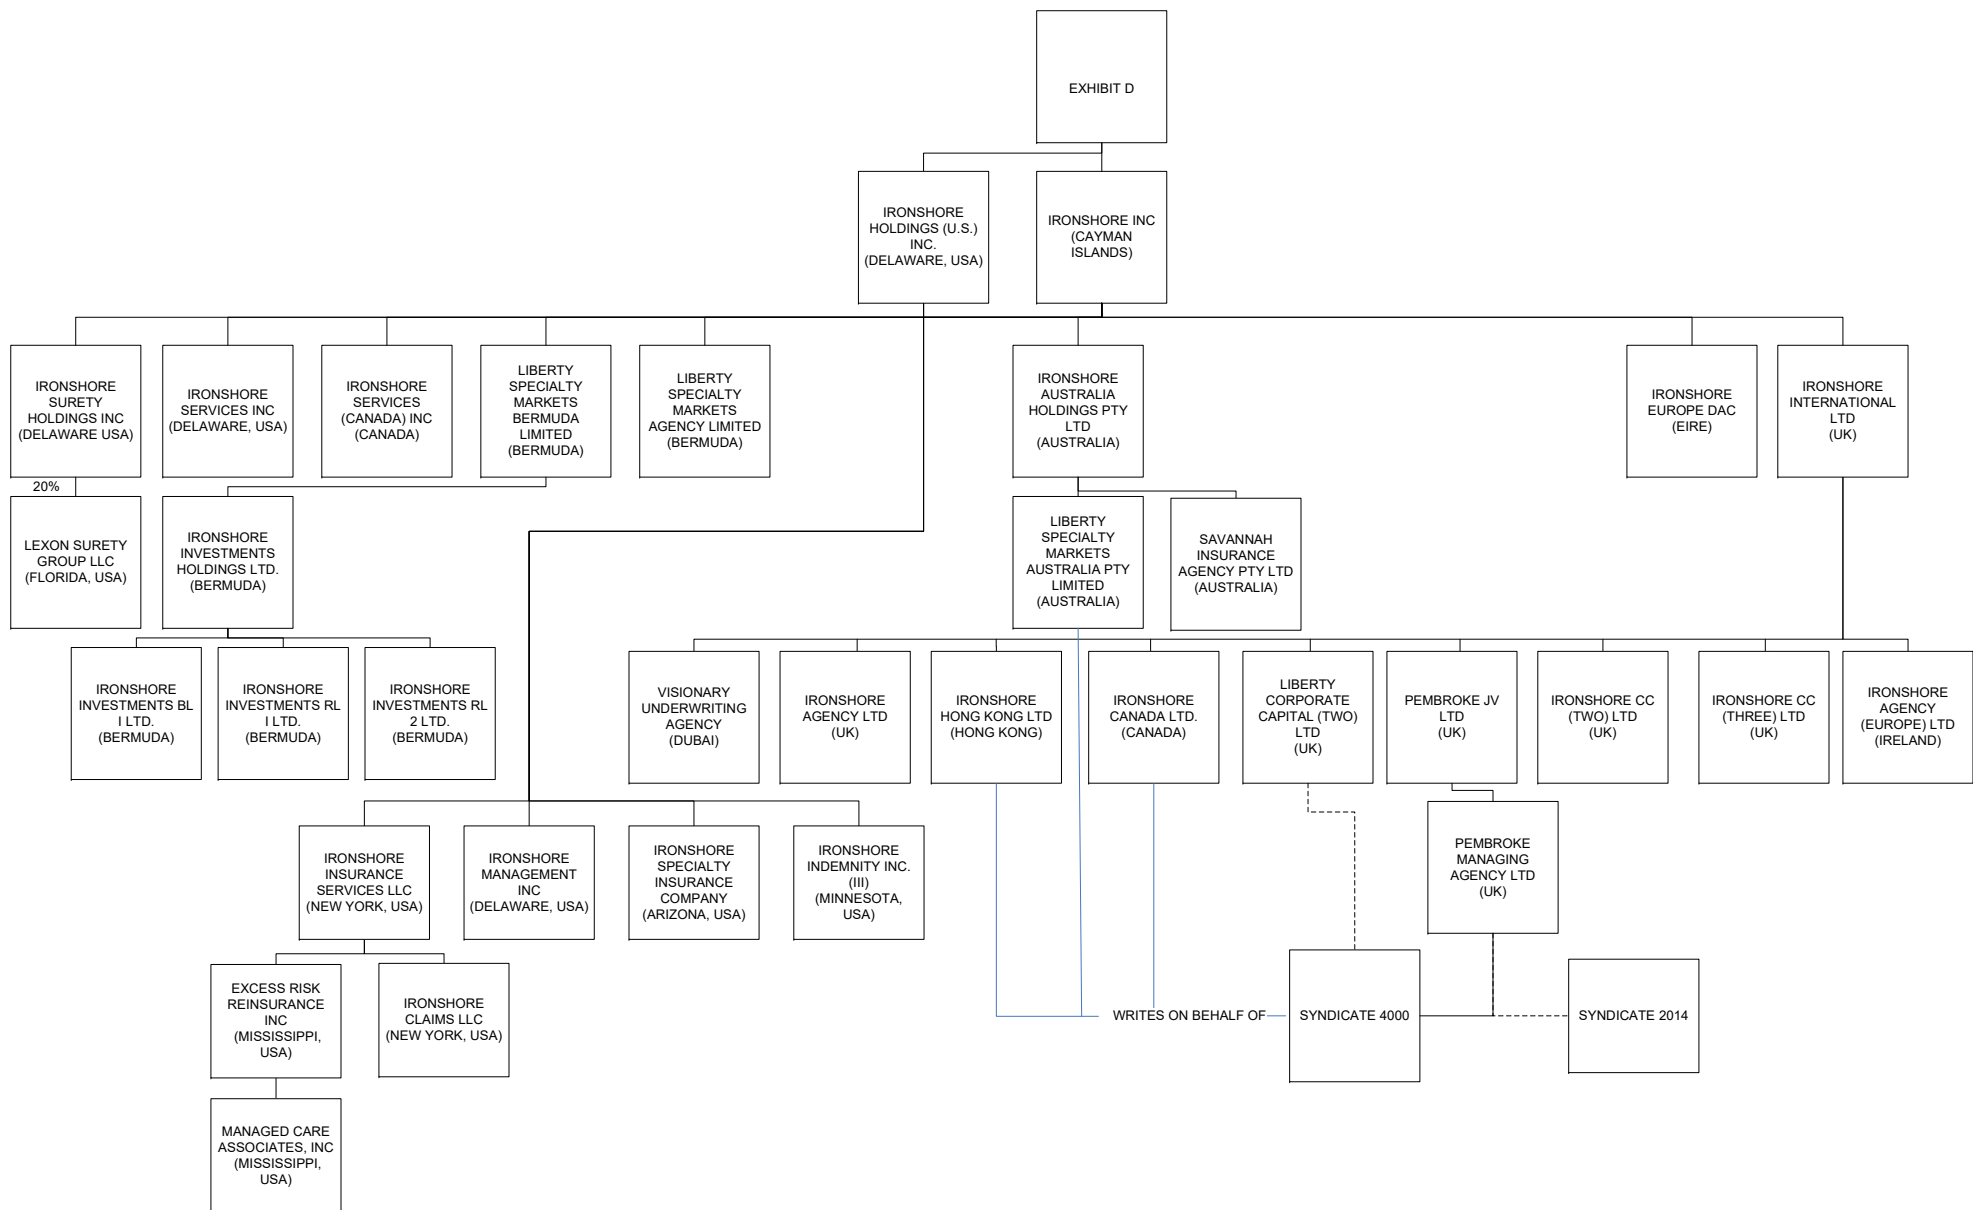 EXHIBIT D
IRONSHORE
HOLDINGS (U.S.)
INC.
(DELAWARE, USA)
IRONSHORE INC
(CAYMAN
ISLANDS)
IRONSHORE
SURETY
HOLDINGS INC
(DELAWARE USA)
IRONSHORE
SERVICES INC
(DELAWARE, USA)
IRONSHORE
SERVICES
(CANADA) INC
(CANADA)
LIBERTY
SPECIALTY
MARKETS
BERMUDA
LIMITED
(BERMUDA)
LIBERTY
SPECIALTY
MARKETS
AGENCY LIMITED
(BERMUDA)
IRONSHORE
AUSTRALIA
HOLDINGS PTY
LTD
(AUSTRALIA)
IRONSHORE
EUROPE DAC
(EIRE)
IRONSHORE
INTERNATIONAL
LTD
(UK)
20%
LEXON SURETY
GROUP LLC
(FLORIDA, USA)
IRONSHORE
INVESTMENTS
HOLDINGS LTD.
(BERMUDA)
LIBERTY
SPECIALTY
MARKETS
AUSTRALIA PTY
LIMITED
(AUSTRALIA)
SAVANNAH
INSURANCE
AGENCY PTY LTD
(AUSTRALIA)
IRONSHORE
INVESTMENTS BL
I LTD.
(BERMUDA)
IRONSHORE
INVESTMENTS RL
I LTD.
(BERMUDA)
IRONSHORE
INVESTMENTS RL
2 LTD.
(BERMUDA)
VISIONARY
UNDERWRITING
AGENCY
(DUBAI)
IRONSHORE
AGENCY LTD
(UK)
IRONSHORE
HONG KONG LTD
(HONG KONG)
IRONSHORE
CANADA LTD.
(CANADA)
LIBERTY
CORPORATE
CAPITAL (TWO)
LTD
(UK)
PEMBROKE JV
LTD
(UK)
IRONSHORE CC
(TWO) LTD
(UK)
IRONSHORE CC
(THREE) LTD
(UK)
IRONSHORE
AGENCY
(EUROPE) LTD
(IRELAND)
IRONSHORE
INSURANCE
SERVICES LLC
(NEW YORK, USA)
IRONSHORE
MANAGEMENT
INC
(DELAWARE, USA)
IRONSHORE
SPECIALTY
INSURANCE
COMPANY
(ARIZONA, USA)
IRONSHORE
INDEMNITY INC.
(III)
(MINNESOTA,
USA)
PEMBROKE
MANAGING
AGENCY LTD
(UK)
EXCESS RISK
REINSURANCE
INC
(MISSISSIPPI,
USA)
IRONSHORE
CLAIMS LLC
(NEW YORK, USA)
WRITES ON BEHALF OF
SYNDICATE 4000
SYNDICATE 2014
MANAGED CARE
ASSOCIATES, INC
(MISSISSIPPI,
USA)